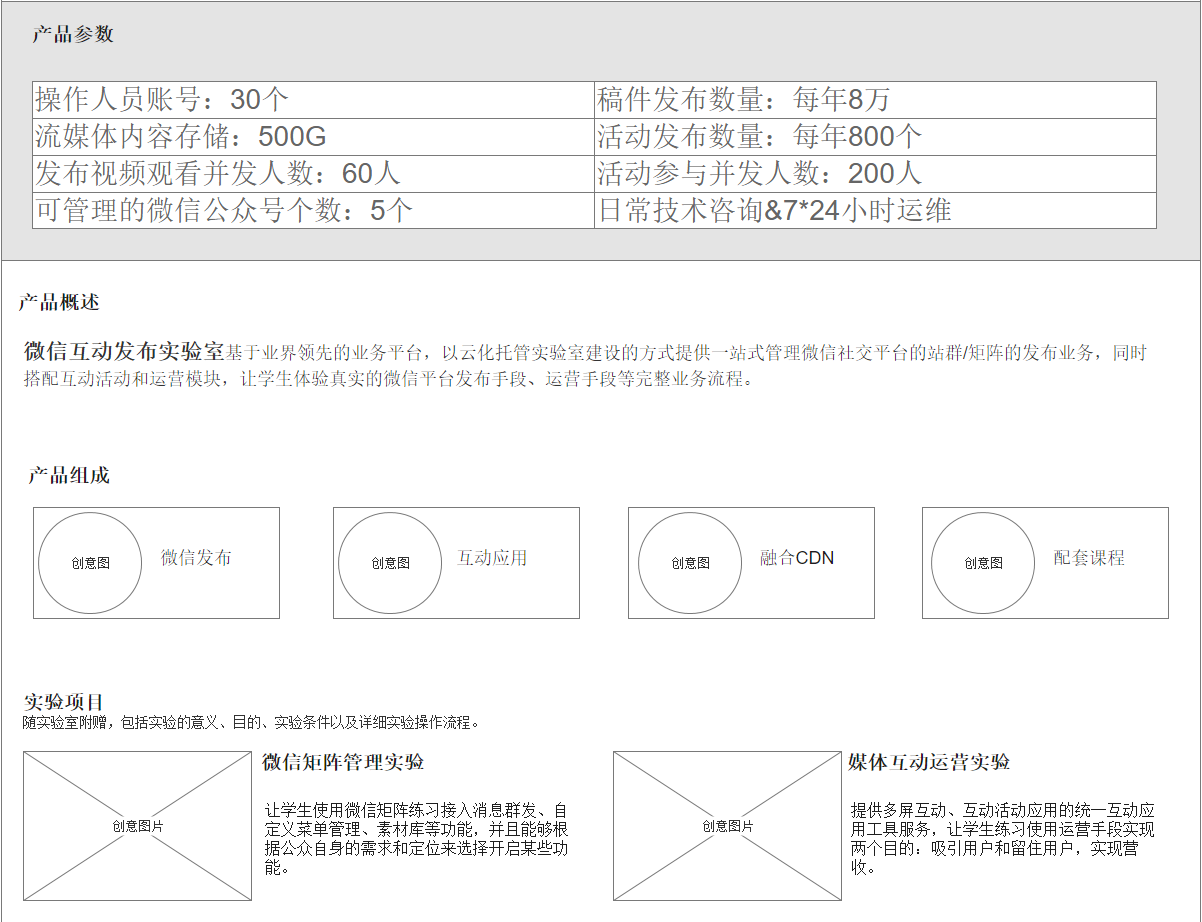 产品参数
操作人员账号：30个
稿件发布数量：每年8万
流媒体内容存储：500G
活动发布数量：每年800个
发布视频观看并发人数：60人
活动参与并发人数：200人
可管理的微信公众号个数：5个
日常技术咨询&7*24小时运维
产品概述
微信互动发布实验室基于业界领先的业务平台，以云化托管实验室建设的方式提供一站式管理微信社交平台的站群/矩阵的发布业务，同时
搭配互动活动和运营模块，让学生体验真实的微信平台发布手段、运营手段等完整业务流程。
产品组成
创意图
微信发布
创意图
互动应用
创意图
融合CDN
创意图
配套课程
实验项目
随实验室附赠，包括实验的意义、目的、实验条件以及详细实验操作流程。
创意图片
微信矩阵管理实验
让学生使用微信矩阵练习接入消息群发、自
定义菜单管理、素材库等功能，并且能够根
据公众自身的需求和定位来选择开启某些功
能。
创意图片
媒体互动运营实验
提供多屏互动、互动活动应用的统一互动应
用工具服务，让学生练习使用运营手段实现
两个目的：吸引用户和留住用户，实现营
收。